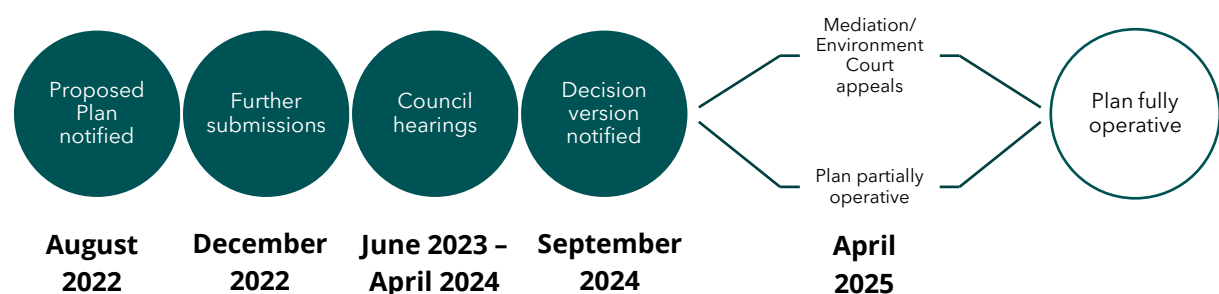 Proposed
Plan
notified
Further
submissions
Council
hearings
Decision
version
notified
Mediation/
Environment
Court
appeals
Plan partially
operative
Plan fully
operative
August
2022
December
2022
June 2023 –
April 2024
September
2024
April
2025